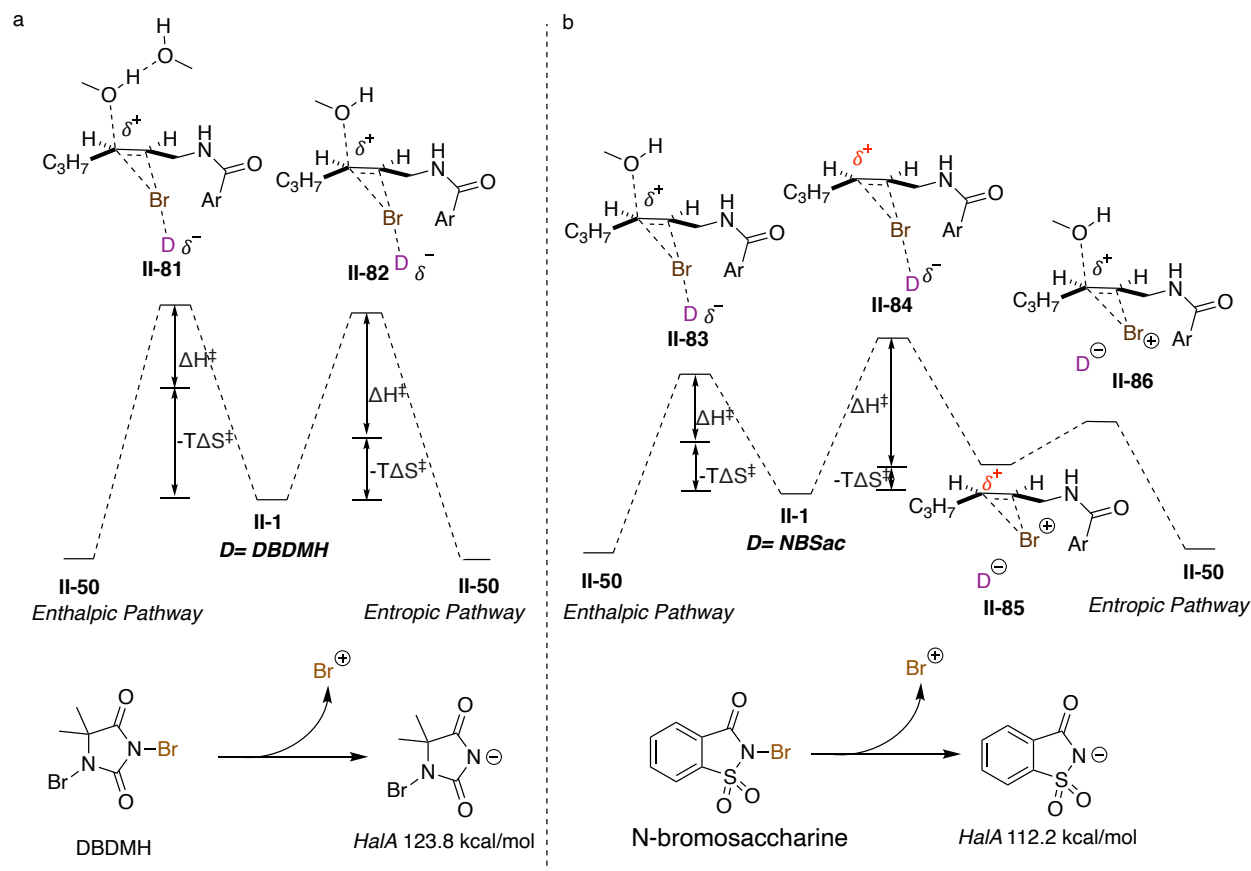 a
H
H
O
O
H
δ+
H
H
N
C3H7
O
Br
Ar
D δ−
II-81
H
O
H
δ+
H
H
N
C3H7
O
Br
Ar
D δ−
II-82
ΔH‡
-TΔS‡
ΔH‡
-TΔS‡
II-1
D= DBDMH
II-50
Enthalpic Pathway
II-50
Entropic Pathway
O
N
Br
N
Br
O
DBDMH
Br⊕
O
N ⊖
N
Br
O
HalA 123.8 kcal/mol
b
H
O
H
δ+
H
NH
C3H7
O
Br
Ar
D δ−
II-83
H
δ+
H
H
N
C3H7
O
Br
Ar
D δ−
II-84
H
O
H
δ+
H
NH
C3H7
O
Br⊕
Ar
D⊖
II-86
ΔH‡
-TΔS‡
ΔH‡
-TΔS‡
II-1
D= NBSac
H
δ+
H
NH
C3H7
O
Br⊕
Ar
D⊖
II-85
II-50
Enthalpic Pathway
II-50
Entropic Pathway
O
N
Br
S
O
O
N-bromosaccharine
Br⊕
O
N ⊖
S
O
O
HalA 112.2 kcal/mol